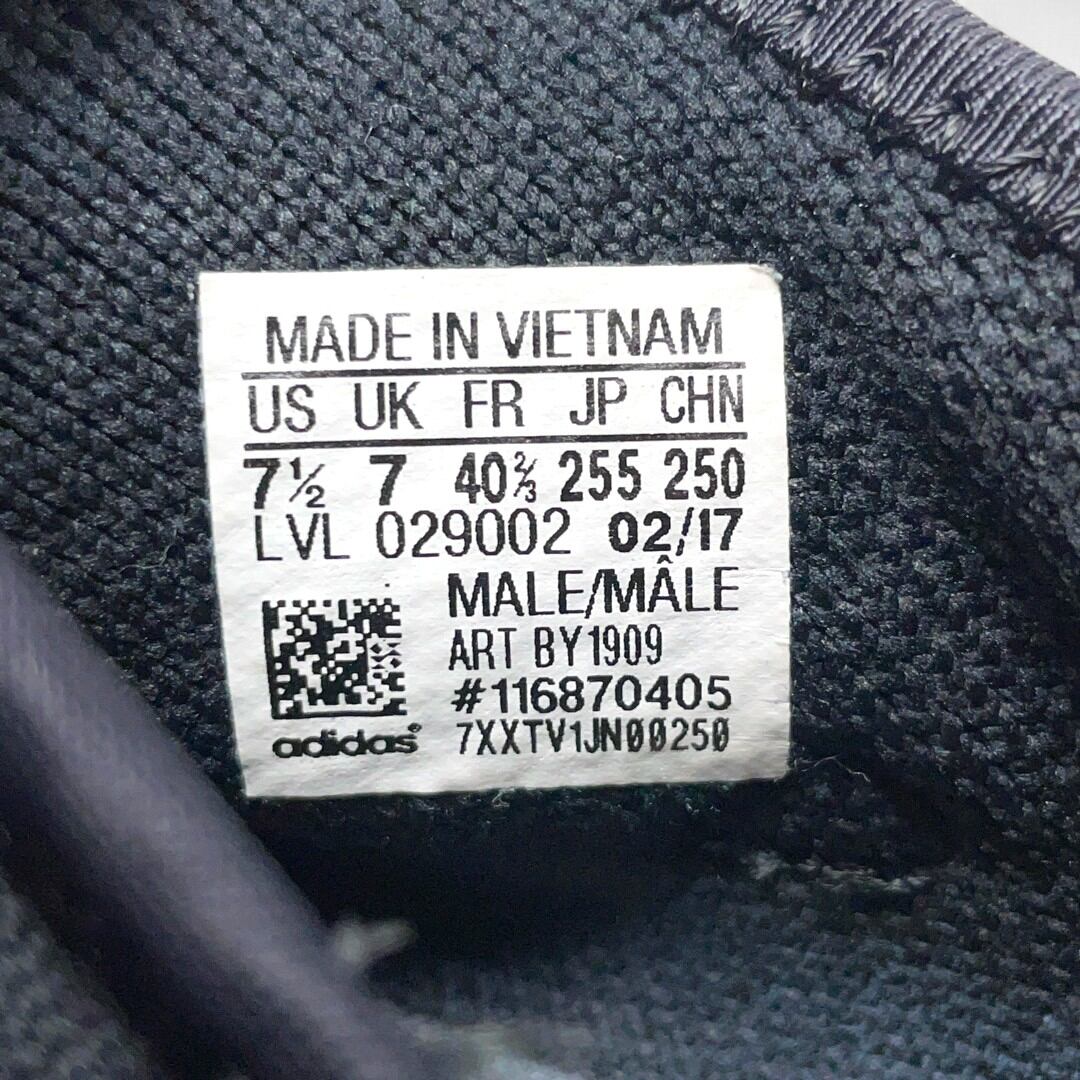 MADE IN VIETNAM
US UK FR JP CHN
7½ 7 40⅔ 255 250
LVL 029002 02/17
MALE/MÂLE
ART BY1909
#116870405
adidas® 7XXTV1JN00250